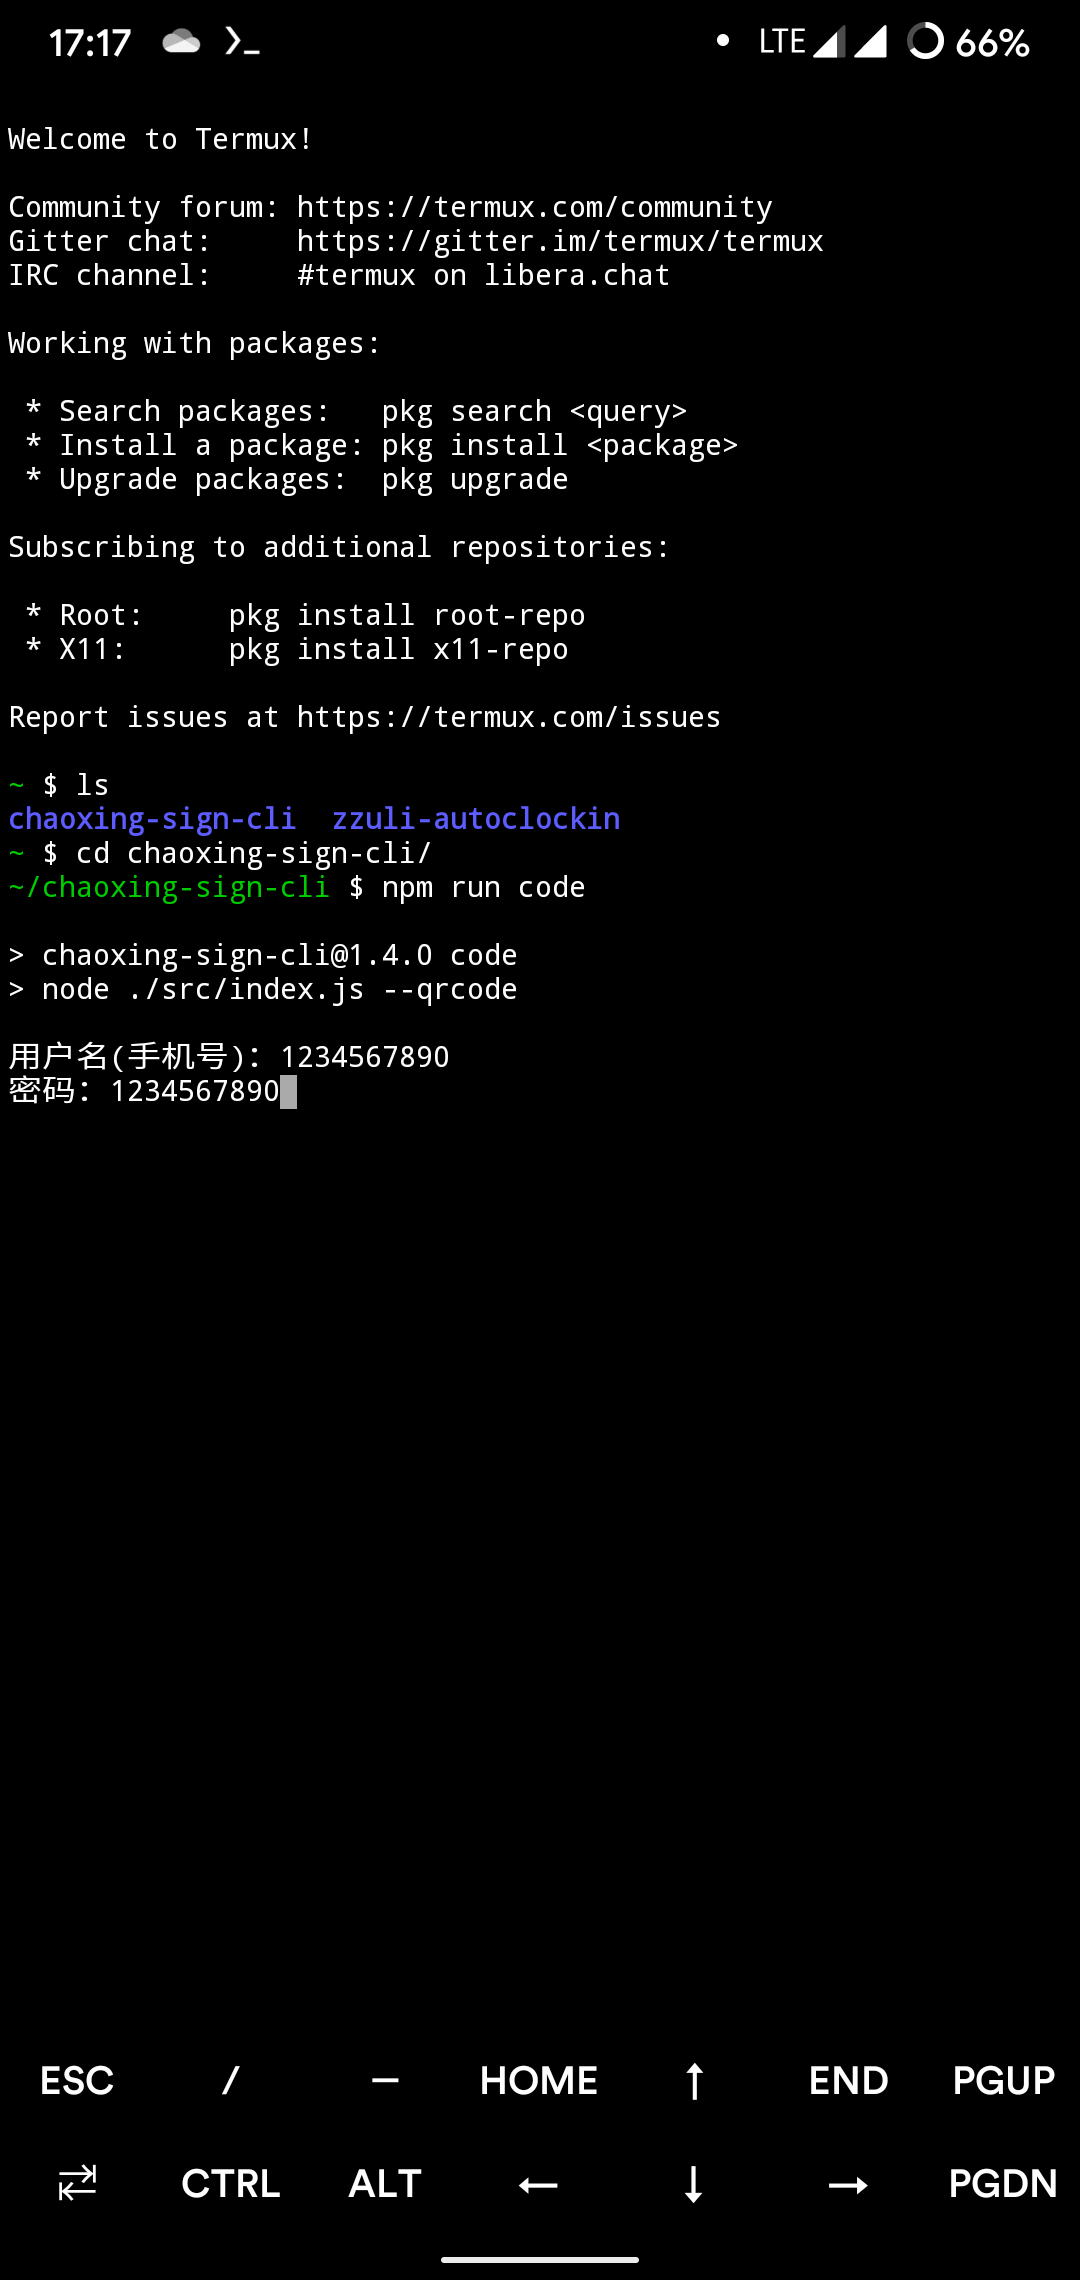 17:17 LTE 66%
Welcome to Termux!
Community forum: https://termux.com/community
Gitter chat:     https://gitter.im/termux/termux
IRC channel:     #termux on libera.chat
Working with packages:
 * Search packages:   pkg search <query>
 * Install a package: pkg install <package>
 * Upgrade packages:  pkg upgrade
Subscribing to additional repositories:
 * Root:     pkg install root-repo
 * X11:      pkg install x11-repo
Report issues at https://termux.com/issues
~ $ ls
chaoxing-sign-cli  zzuli-autoclockin
~ $ cd chaoxing-sign-cli/
~/chaoxing-sign-cli $ npm run code
> chaoxing-sign-cli@1.4.0 code
> node ./src/index.js --qrcode
用户名(手机号): 1234567890
密码: 1234567890
ESC / — HOME ↑ END PGUP
CTRL ALT ← ↓ → PGDN